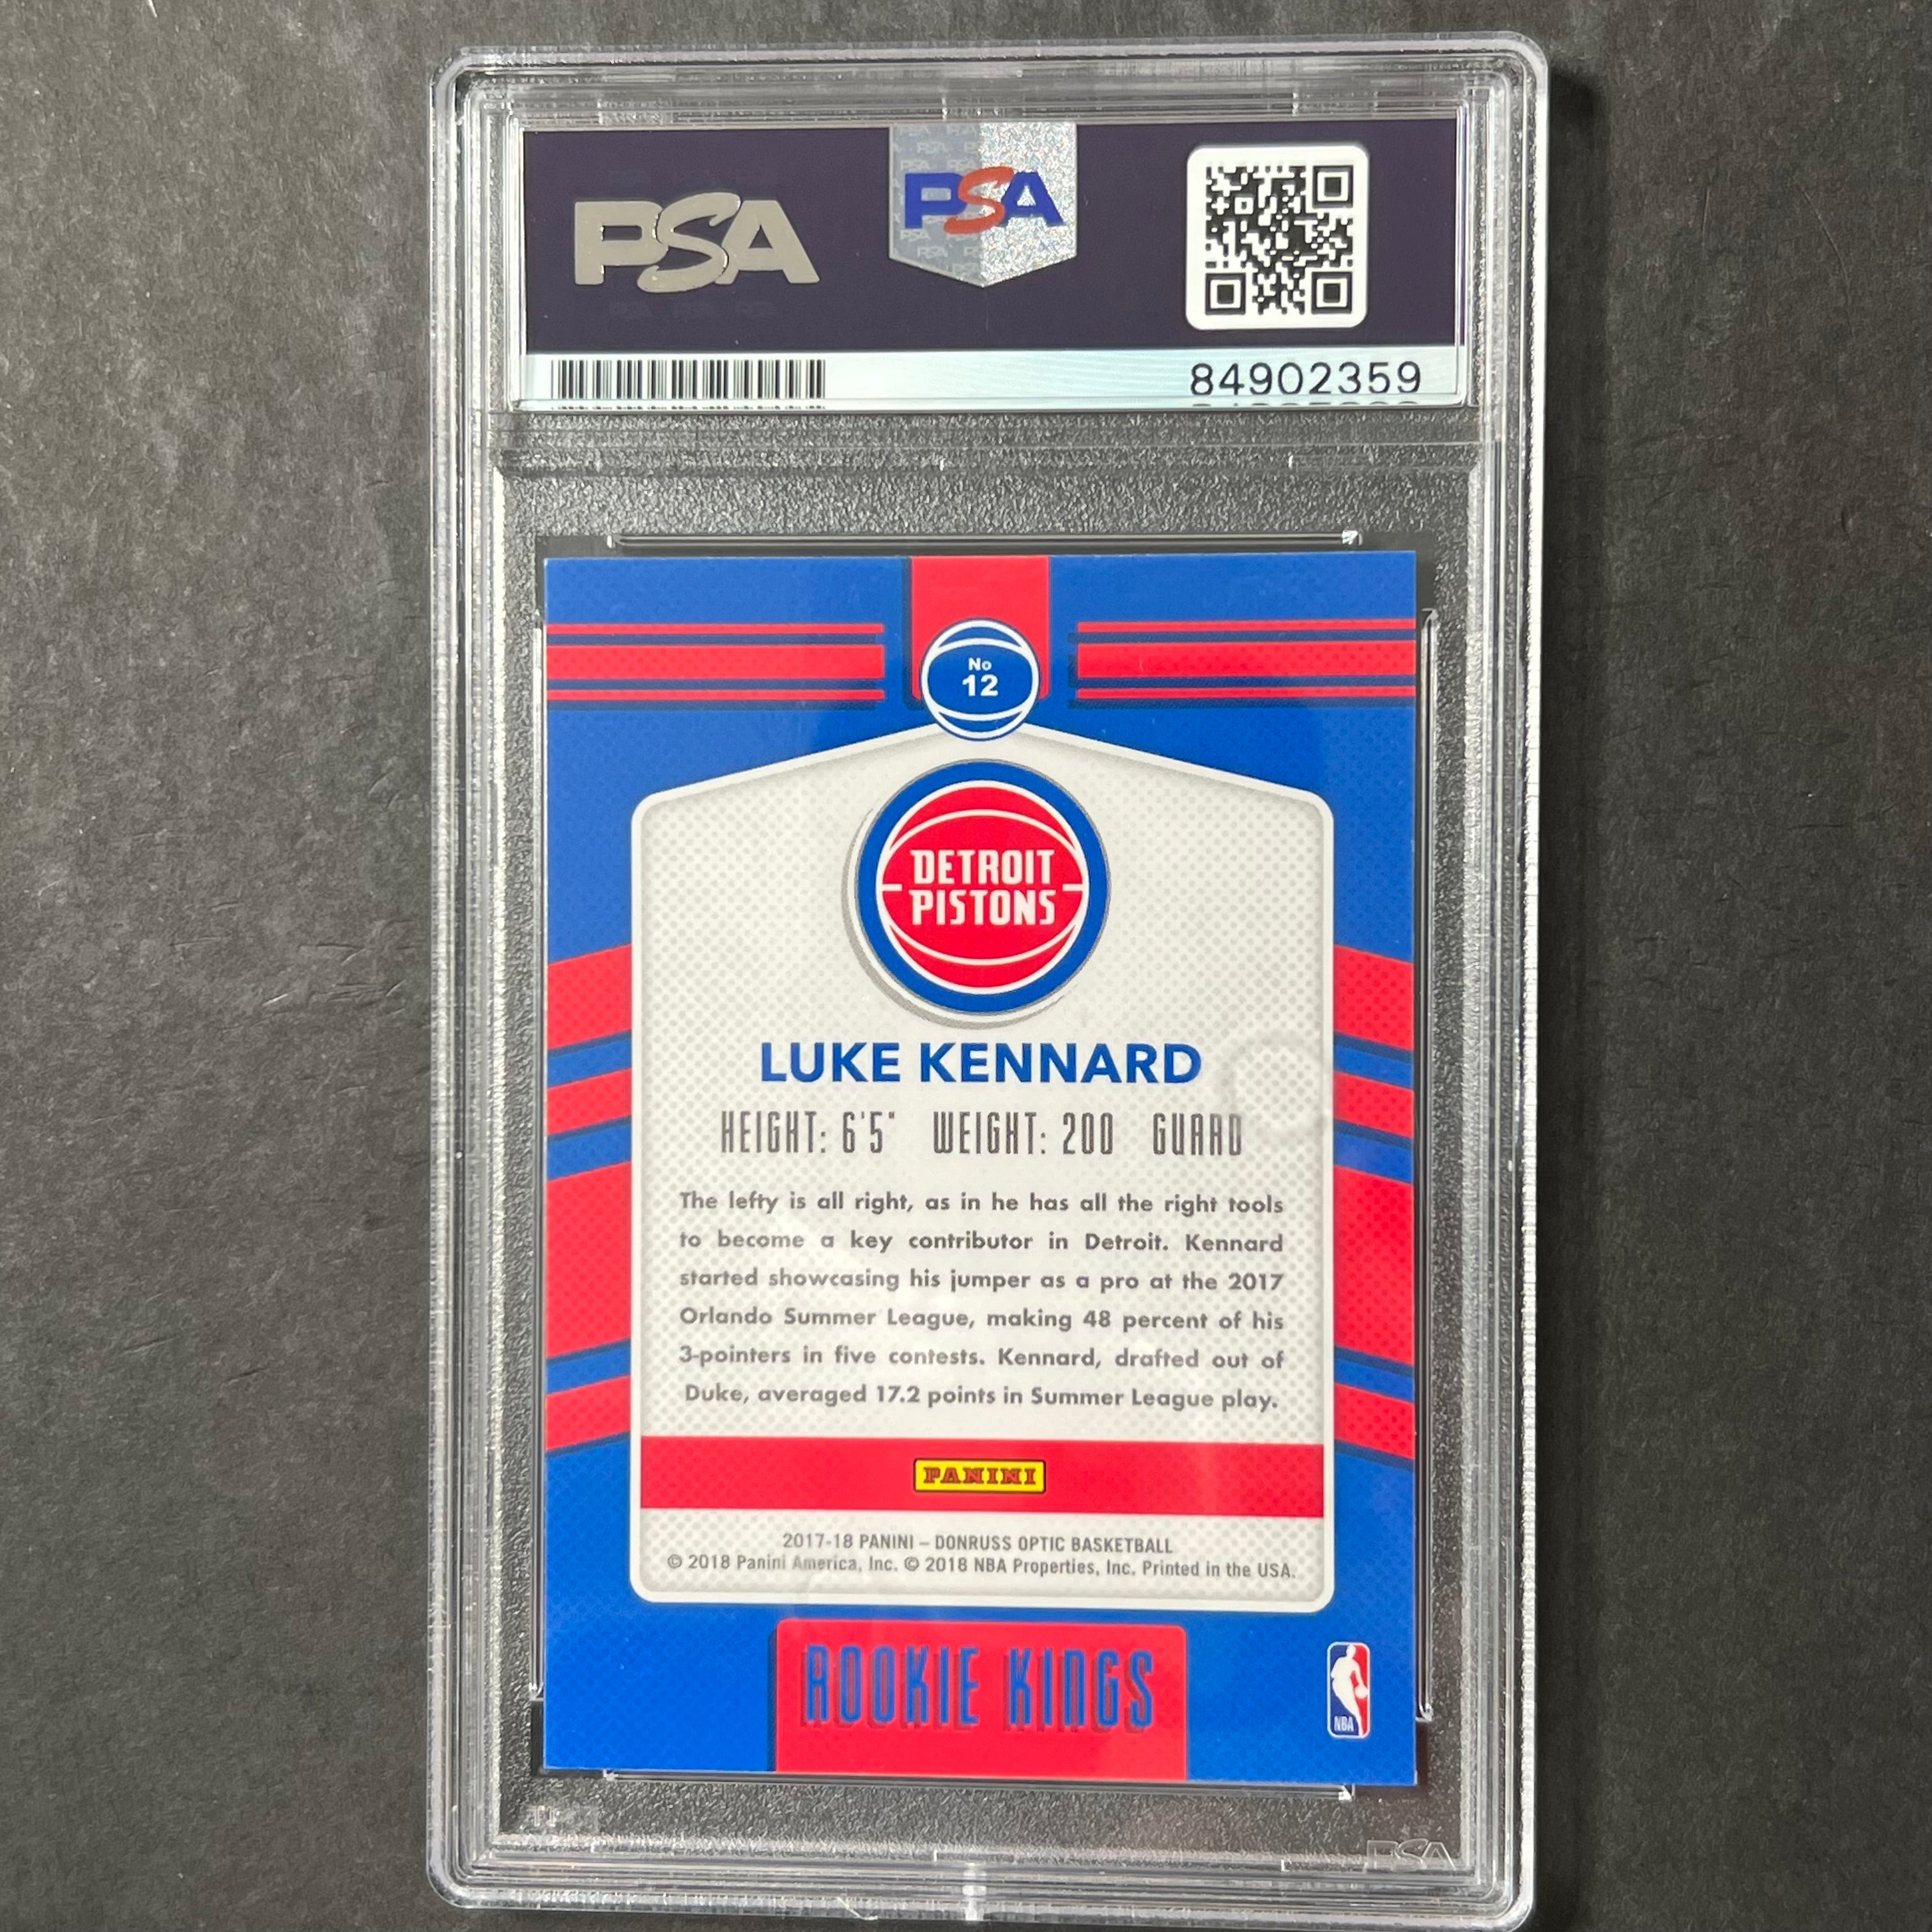 PSA
PSA
84902359
No
12
DETROIT
PISTONS
LUKE KENNARD
HEIGHT: 6'5" WEIGHT: 200 GUARD
The lefty is all right, as in he has all the right tools
to become a key contributor in Detroit. Kennard
started showcasing his jumper as a pro at the 2017
Orlando Summer League, making 48 percent of his
3-pointers in five contests. Kennard, drafted out of
Duke, averaged 17.2 points in Summer League play.
PANINI
2017-18 PANINI – DONRUSS OPTIC BASKETBALL
© 2018 Panini America, Inc. © 2018 NBA Properties, Inc. Printed in the USA.
ROOKIE KINGS
NBA
PSA